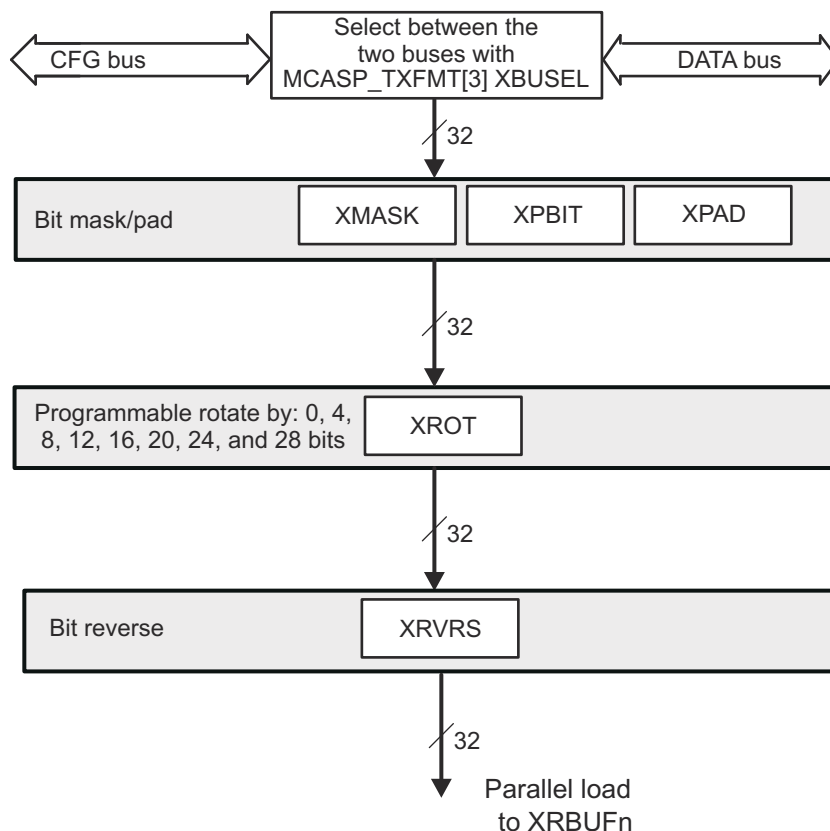 Select between the
two buses with
MCASP_TXFMT[3] XBUSEL
CFG bus
DATA bus
32
Bit mask/pad
XMASK
XPBIT
XPAD
32
Programmable rotate by: 0, 4,
8, 12, 16, 20, 24, and 28 bits
XROT
32
Bit reverse
XRVRS
32
Parallel load
to XRBUFn